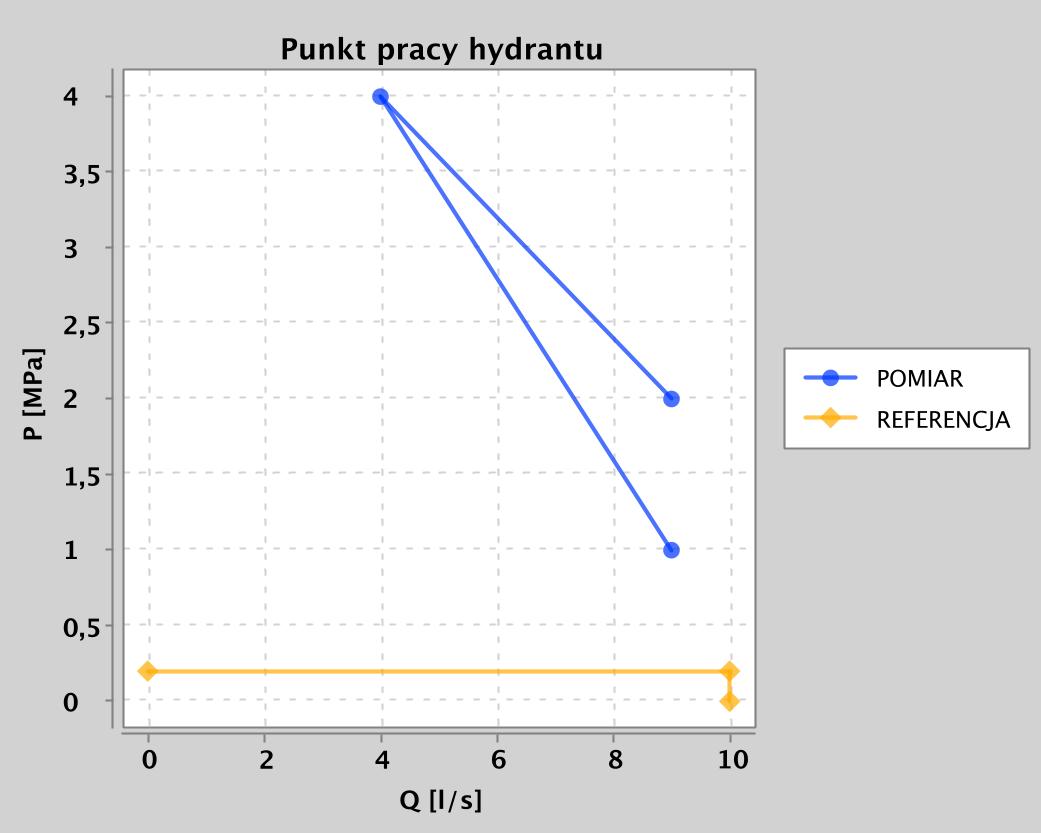 Punkt pracy hydrantu
4
3,5
3
2,5
2
1,5
1
0,5
0
P [MPa]
0 2 4 6 8 10
Q [l/s]
POMIAR
REFERENCJA